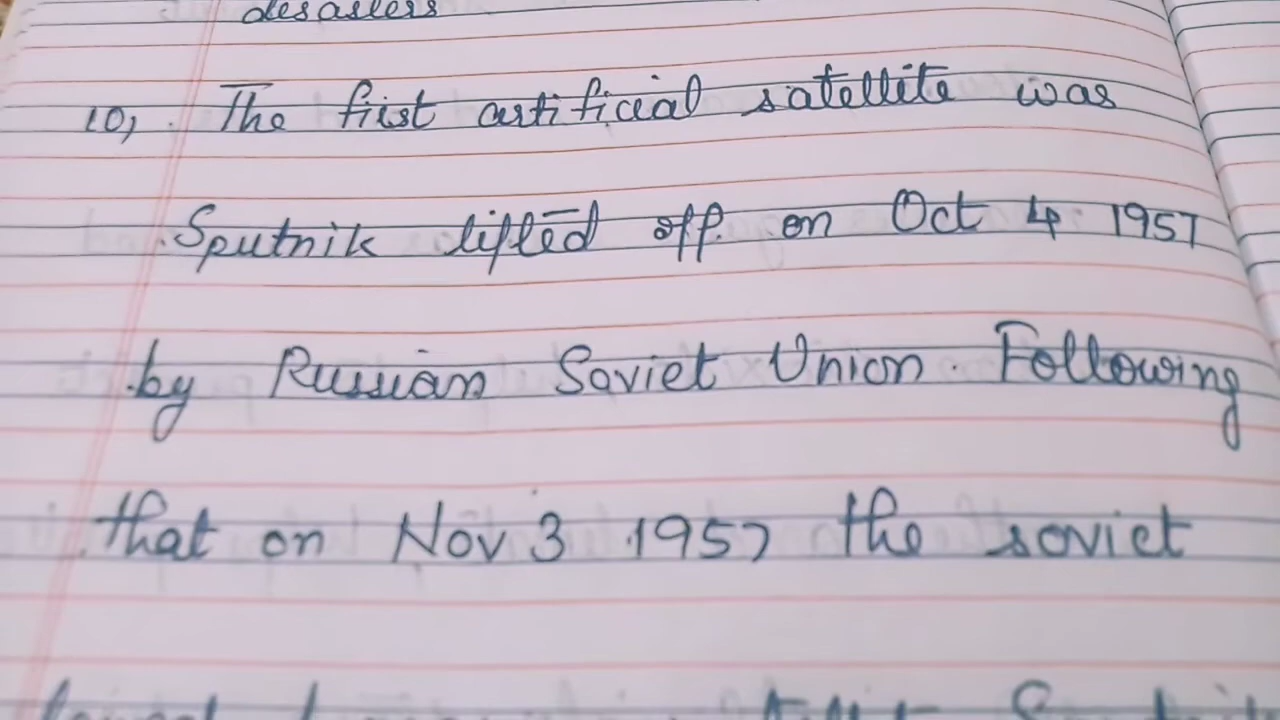 desasters
10, The first artificial satellite was
Sputnik lifted off on Oct 4 1957
by Russian Soviet Union. Following
that on Nov 3 1957 the soviet